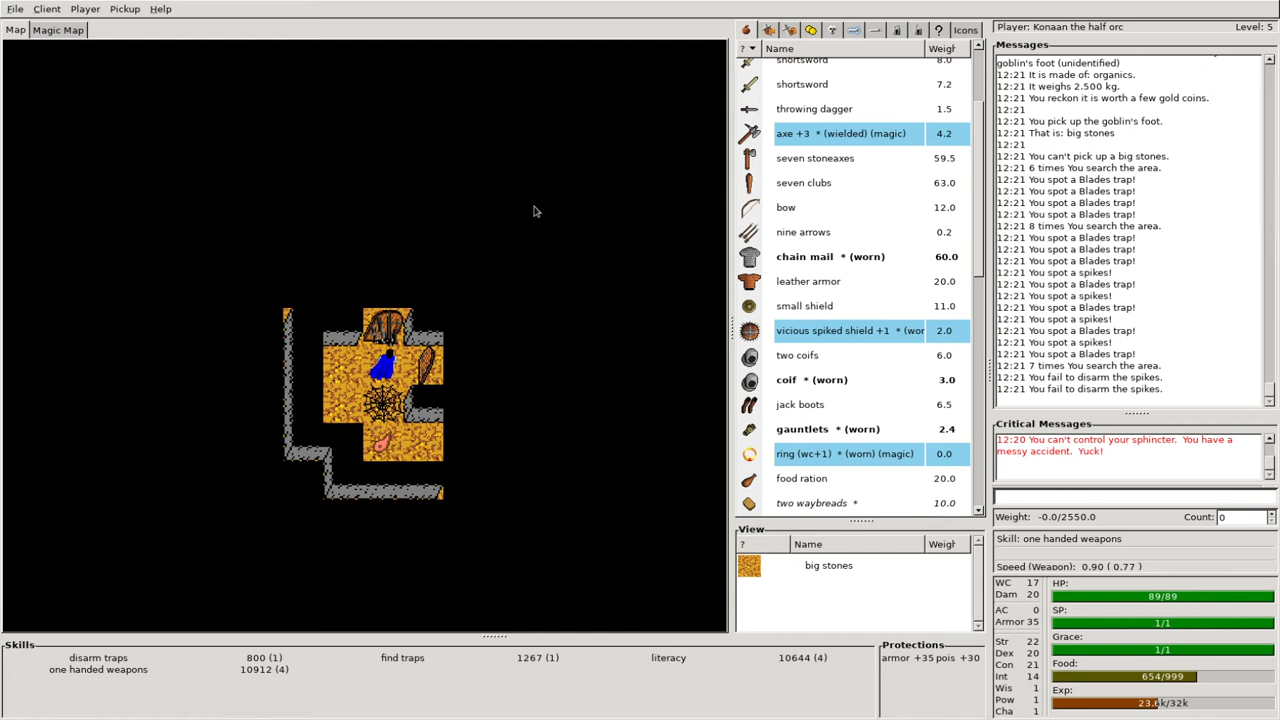 File Client Player Pickup Help
Map Magic Map
? Name Weigh
Icons
shortsword 8.0
shortsword 7.2
throwing dagger 1.5
axe +3 * (wielded) (magic) 4.2
seven stoneaxes 59.5
seven clubs 63.0
bow 12.0
nine arrows 0.2
chain mail * (worn) 60.0
leather armor 20.0
small shield 11.0
vicious spiked shield +1 * (wor 2.0
two coifs 6.0
coif * (worn) 3.0
jack boots 6.5
gauntlets * (worn) 2.4
ring (wc+1) * (worn) (magic) 0.0
food ration 20.0
two waybreads * 10.0
View
? Name Weigh
big stones
Player: Konaan the half orc Level: 5
Messages
goblin's foot (unidentified)
12:21 It is made of: organics.
12:21 It weighs 2.500 kg.
12:21 You reckon it is worth a few gold coins.
12:21
12:21 You pick up the goblin's foot.
12:21 That is: big stones
12:21
12:21 You can't pick up a big stones.
12:21 6 times You search the area.
12:21 You spot a Blades trap!
12:21 You spot a Blades trap!
12:21 You spot a Blades trap!
12:21 You spot a Blades trap!
12:21 8 times You search the area.
12:21 You spot a Blades trap!
12:21 You spot a Blades trap!
12:21 You spot a Blades trap!
12:21 You spot a spikes!
12:21 You spot a Blades trap!
12:21 You spot a spikes!
12:21 You spot a Blades trap!
12:21 You spot a spikes!
12:21 You spot a Blades trap!
12:21 You spot a spikes!
12:21 You spot a Blades trap!
12:21 7 times You search the area.
12:21 You fail to disarm the spikes.
12:21 You fail to disarm the spikes.
Critical Messages
12:20 You can't control your sphincter. You have a
messy accident. Yuck!
Weight: -0.0/2550.0 Count: 0
Skill: one handed weapons
Speed (Weapon): 0.90 ( 0.77 )
WC 17
Dam 20
AC 0
Armor 35
Str 22
Dex 20
Con 21
Int 14
Wis 1
Pow 1
Cha 1
HP:
89/89
SP:
1/1
Grace:
1/1
Food:
654/999
Exp:
23.6k/32k
Skills
disarm traps 800 (1) find traps 1267 (1) literacy 10644 (4)
one handed weapons 10912 (4)
Protections
armor +35 pois +30